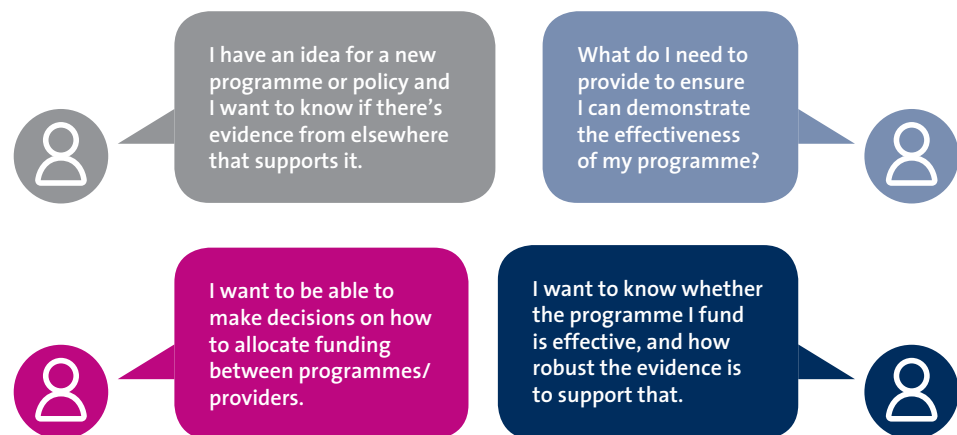 I have an idea for a new
programme or policy and
I want to know if there’s
evidence from elsewhere
that supports it.
What do I need to
provide to ensure
I can demonstrate
the effectiveness
of my programme?
I want to be able to
make decisions on how
to allocate funding
between programmes/
providers.
I want to know whether
the programme I fund
is effective, and how
robust the evidence is
to support that.